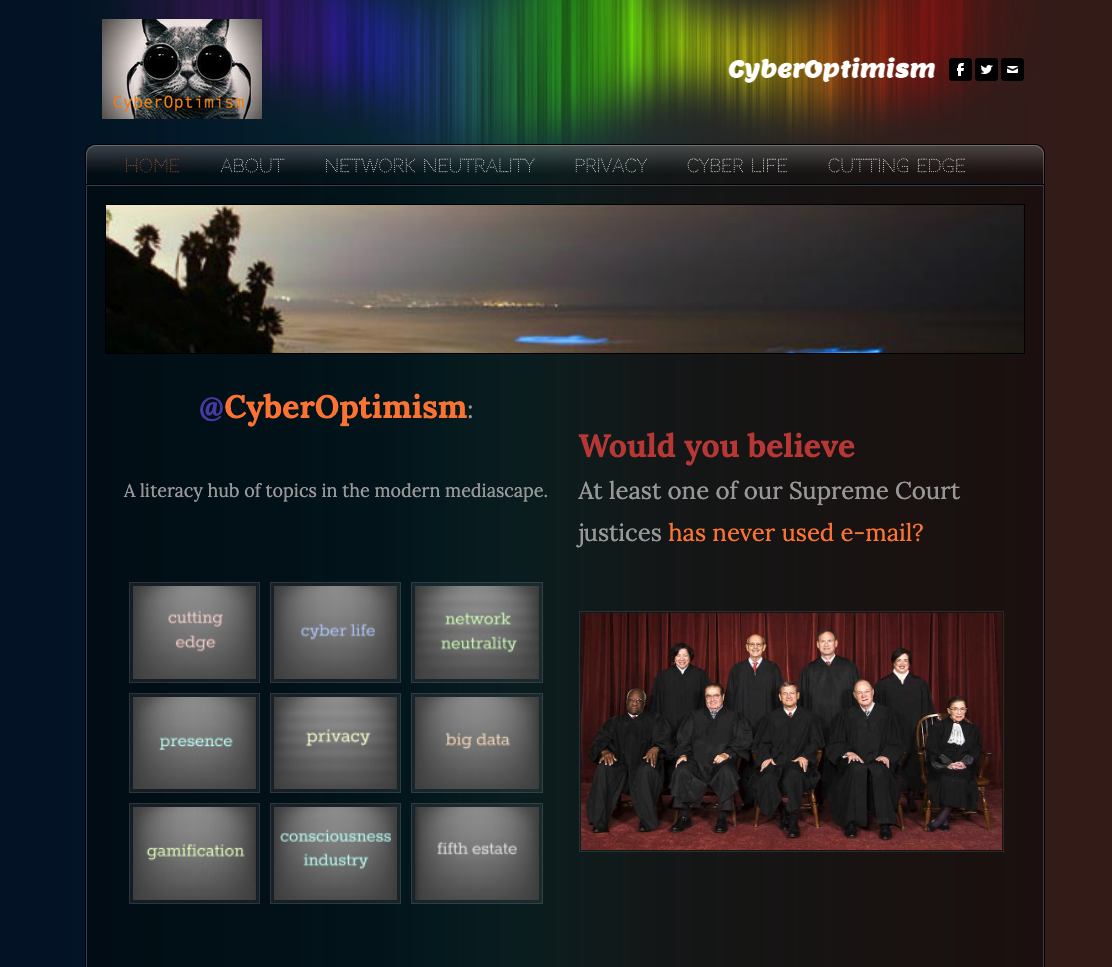 CyberOptimism
CyberOptimism
HOME ABOUT NETWORK NEUTRALITY PRIVACY CYBER LIFE CUTTING EDGE
@CyberOptimism:
A literacy hub of topics in the modern mediascape.
Would you believe
At least one of our Supreme Court
justices has never used e-mail?
cutting
edge
cyber life
network
neutrality
presence
privacy
big data
gamification
consciousness
industry
fifth estate